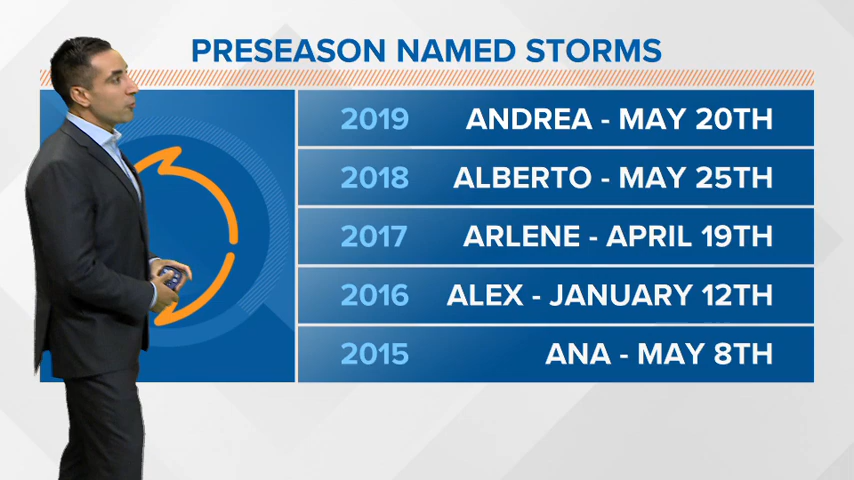 PRESEASON NAMED STORMS
2019 ANDREA - MAY 20TH
2018 ALBERTO - MAY 25TH
2017 ARLENE - APRIL 19TH
2016 ALEX - JANUARY 12TH
2015 ANA - MAY 8TH